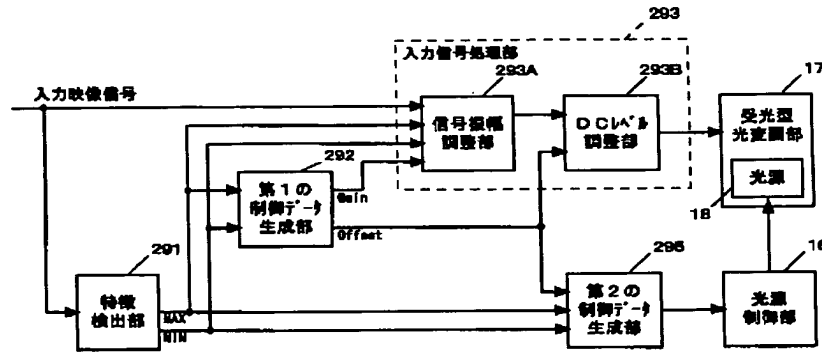 293
入力信号処理部
293A
293B
17
入力映像信号
信号振幅
調整部
DCレベル
調整部
受光型
光変調部
光源
18
292
第1の
制御データ
生成部
Gain
Offset
291
特徴
検出部
MAX
MIN
295
第2の
制御データ
生成部
16
光源
制御部